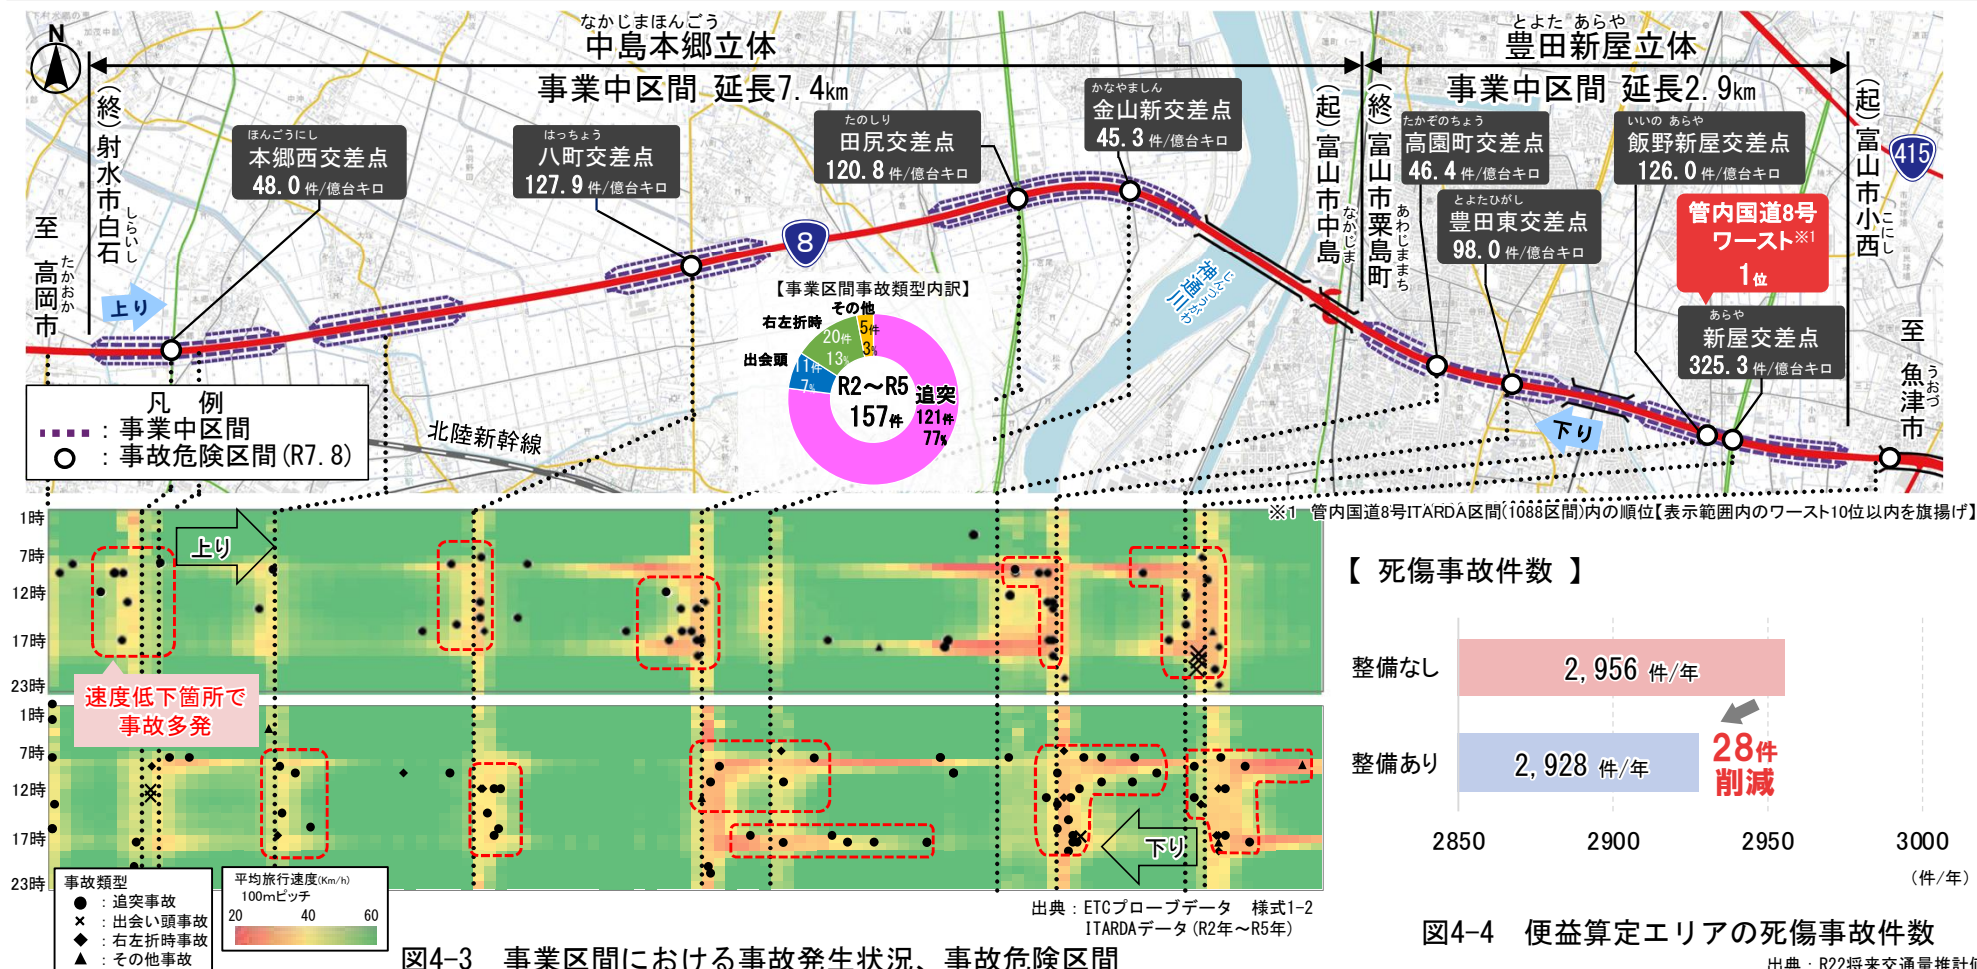 N
なかじまほんごう
中島本郷立体
事業中区間 延長7.4km
とよた あらや
豊田新屋立体
事業中区間 延長2.9km
(終)射水市白石
しらいし
至 高岡市
たかおか
上り
ほんごうにし
本郷西交差点
48.0 件/億台キロ
はっちょう
八町交差点
127.9 件/億台キロ
たのしり
田尻交差点
120.8 件/億台キロ
かなやましん
金山新交差点
45.3 件/億台キロ
(起)富山市中島
なかじま
(終)富山市粟島町
あわじままち
たかぞのちょう
高園町交差点
46.4 件/億台キロ
とよたひがし
豊田東交差点
98.0 件/億台キロ
いいの あらや
飯野新屋交差点
126.0 件/億台キロ
管内国道8号
ワースト※1
1位
あらや
新屋交差点
325.3 件/億台キロ
(起)富山市小西
こにし
415
至 魚津市
うおづ
8
神通川
じんづうがわ
下り
北陸新幹線
【事業区間事故類型内訳】
その他
5件
3%
右左折時
20件
13%
出会頭
11件
7%
R2～R5
157件
追突
121件
77%
凡 例
：事業中区間
：事故危険区間(R7.8)
※1 管内国道8号ITARDA区間(1088区間)内の順位【表示範囲内のワースト10位以内を旗揚げ】
1時
7時
12時
17時
23時
上り
速度低下箇所で
事故多発
1時
7時
12時
17時
23時
下り
事故類型
：追突事故
：出会い頭事故
：右左折時事故
：その他事故
平均旅行速度(Km/h)
100mピッチ
20 40 60
出典：ETCプローブデータ 様式1-2
ITARDAデータ(R2年～R5年)
図4-3 事業区間における事故発生状況、事故危険区間
【 死傷事故件数 】
整備なし
2,956 件/年
整備あり
2,928 件/年
28件
削減
2850 2900 2950 3000
(件/年)
図4-4 便益算定エリアの死傷事故件数
出典：R22将来交通量推計値